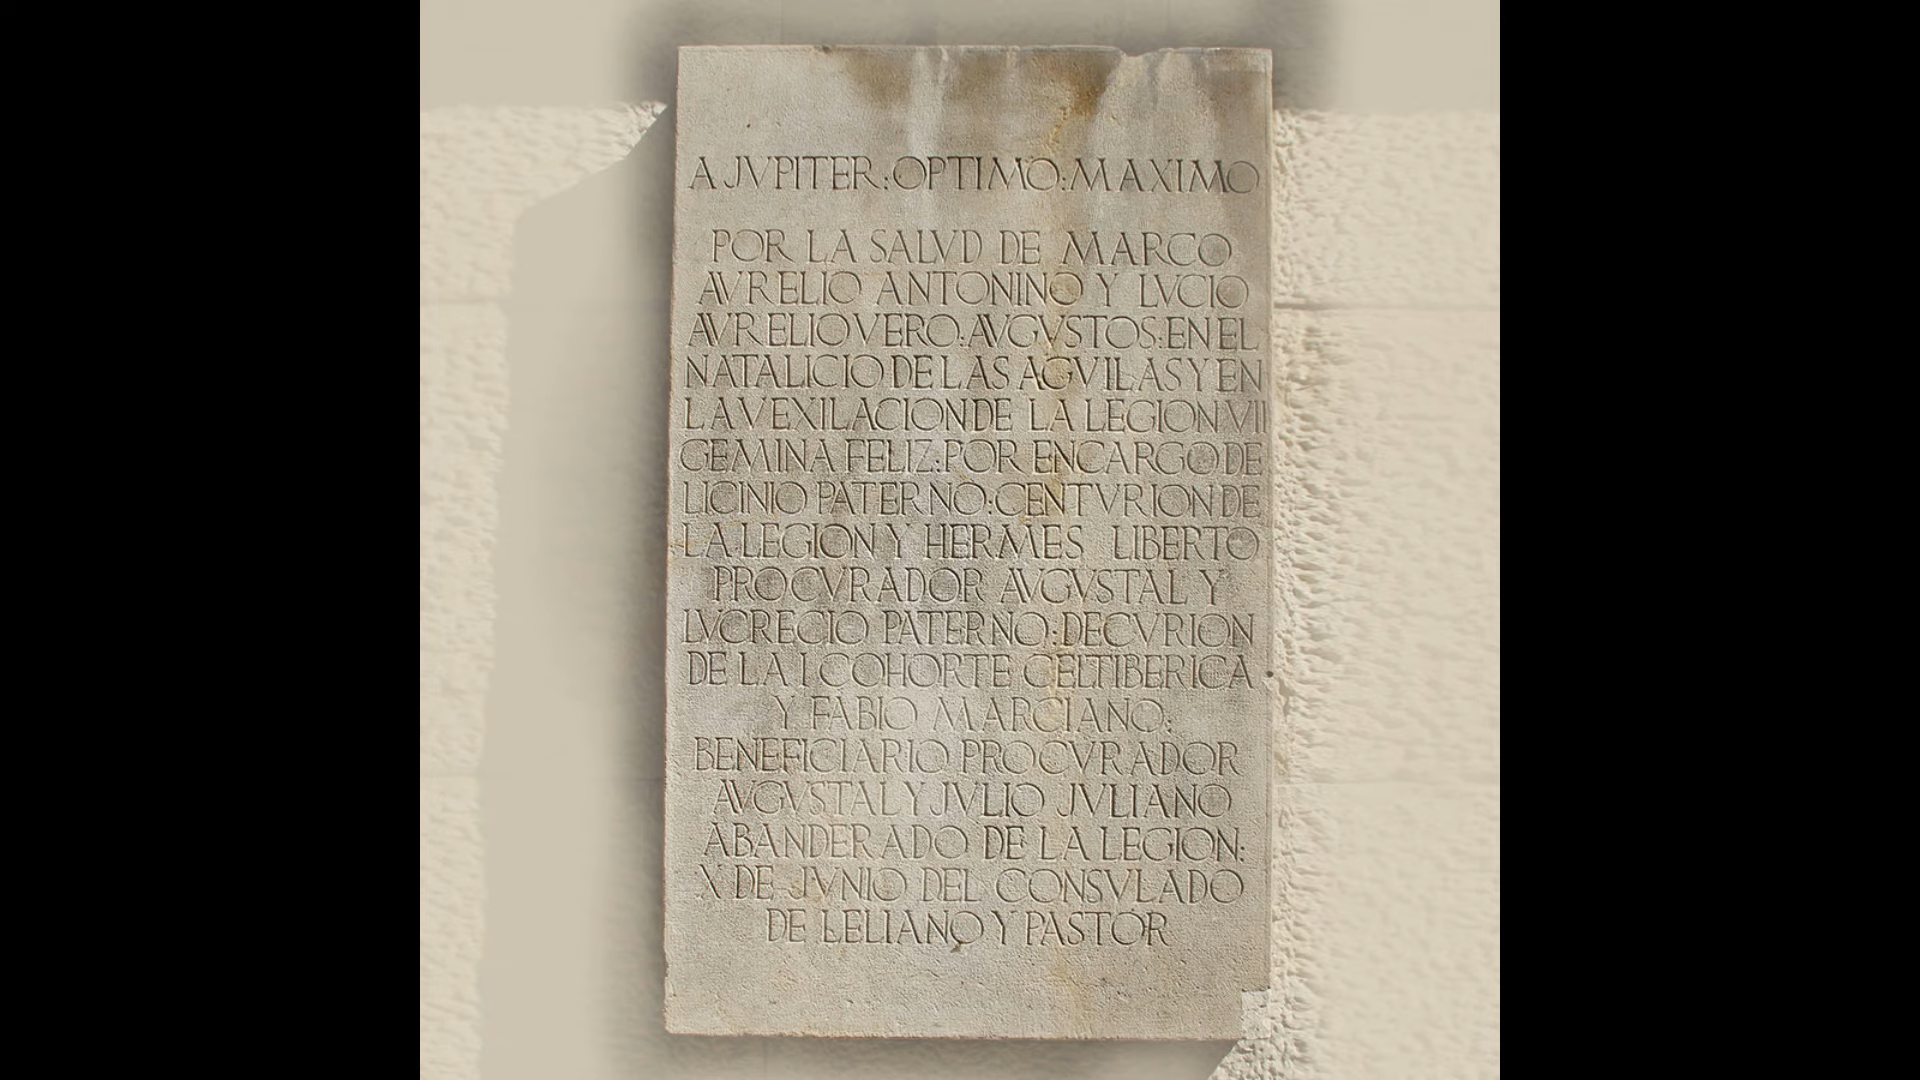 A JVPITER:OPTIMO:MAXIMO
POR LA SALVD DE MARCO
AVRELIO ANTONINO Y LVCIO
AVRELIO VERO:AVGVSTOS:EN EL
NATALICIO DE LAS AGVILAS Y EN
LA VEXILACION DE LA LEGION VII
GEMINA FELIZ:POR ENCARGO DE
LICINIO PATERNO:CENTVRION DE
LA LEGION Y HERMES LIBERTO
PROCVRADOR AVGVSTAL Y
LVCRECIO PATERNO:DECVRION
DE LA I COHORTE CELTIBERICA
Y FABIO MARCIANO:
BENEFICIARIO PROCVRADOR
AVGVSTAL Y JVLIO JVLIANO
ABANDERADO DE LA LEGION:
X DE JVNIO DEL CONSVLADO
DE LELIANO Y PASTOR